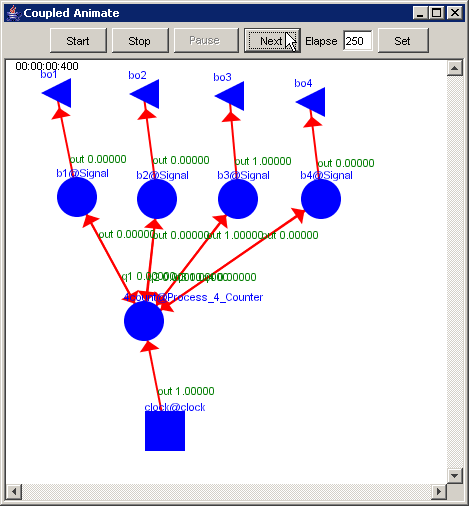 Coupled Animate
Start Stop Pause Next Elapse 250 Set
00:00:00:400
bo1 bo2 bo3 bo4
out 0.00000 out 0.00000 out 1.00000 out 0.00000
b1@Signal b2@Signal b3@Signal b4@Signal
out 0.00000 out 0.00000 out 1.00000 out 0.00000
q1 0.00000 0.00000
4count@Process_4_Counter
out 1.00000
clock@clock